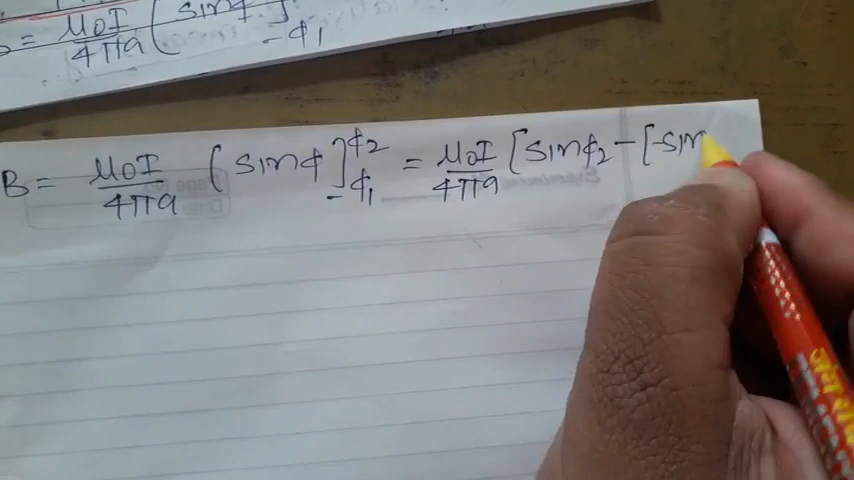 = μ0I/4πa (sinφ]
-φ1
B = μ0I/4πa (sinφ]-φ1^φ2 = μ0I/4πa [sinφ2 - [-sin